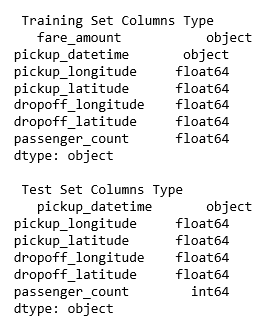 Training Set Columns Type
fare_amount object
pickup_datetime object
pickup_longitude float64
pickup_latitude float64
dropoff_longitude float64
dropoff_latitude float64
passenger_count float64
dtype: object
Test Set Columns Type
pickup_datetime object
pickup_longitude float64
pickup_latitude float64
dropoff_longitude float64
dropoff_latitude float64
passenger_count int64
dtype: object